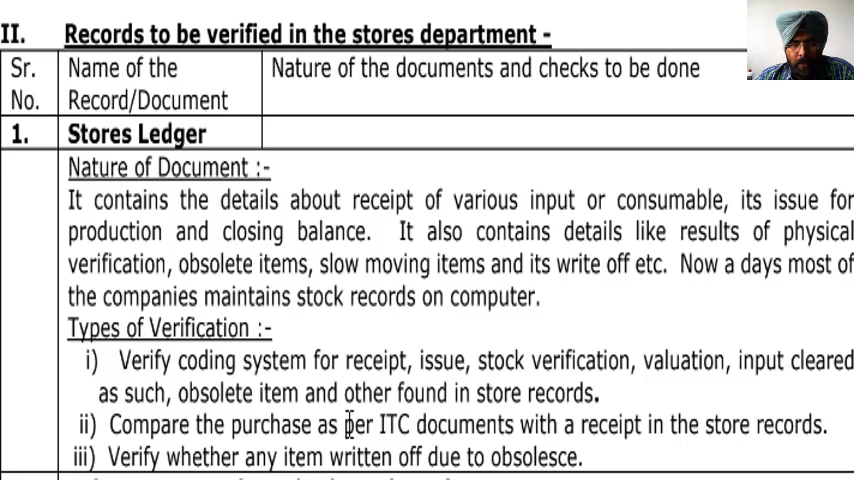 II. Records to be verified in the stores department -
Sr. No. Name of the Record/Document Nature of the documents and checks to be done
1. Stores Ledger
Nature of Document :-
It contains the details about receipt of various input or consumable, its issue for
production and closing balance. It also contains details like results of physical
verification, obsolete items, slow moving items and its write off etc. Now a days most of
the companies maintains stock records on computer.
Types of Verification :-
i) Verify coding system for receipt, issue, stock verification, valuation, input cleared
as such, obsolete item and other found in store records.
ii) Compare the purchase as per ITC documents with a receipt in the store records.
iii) Verify whether any item written off due to obsolesce.